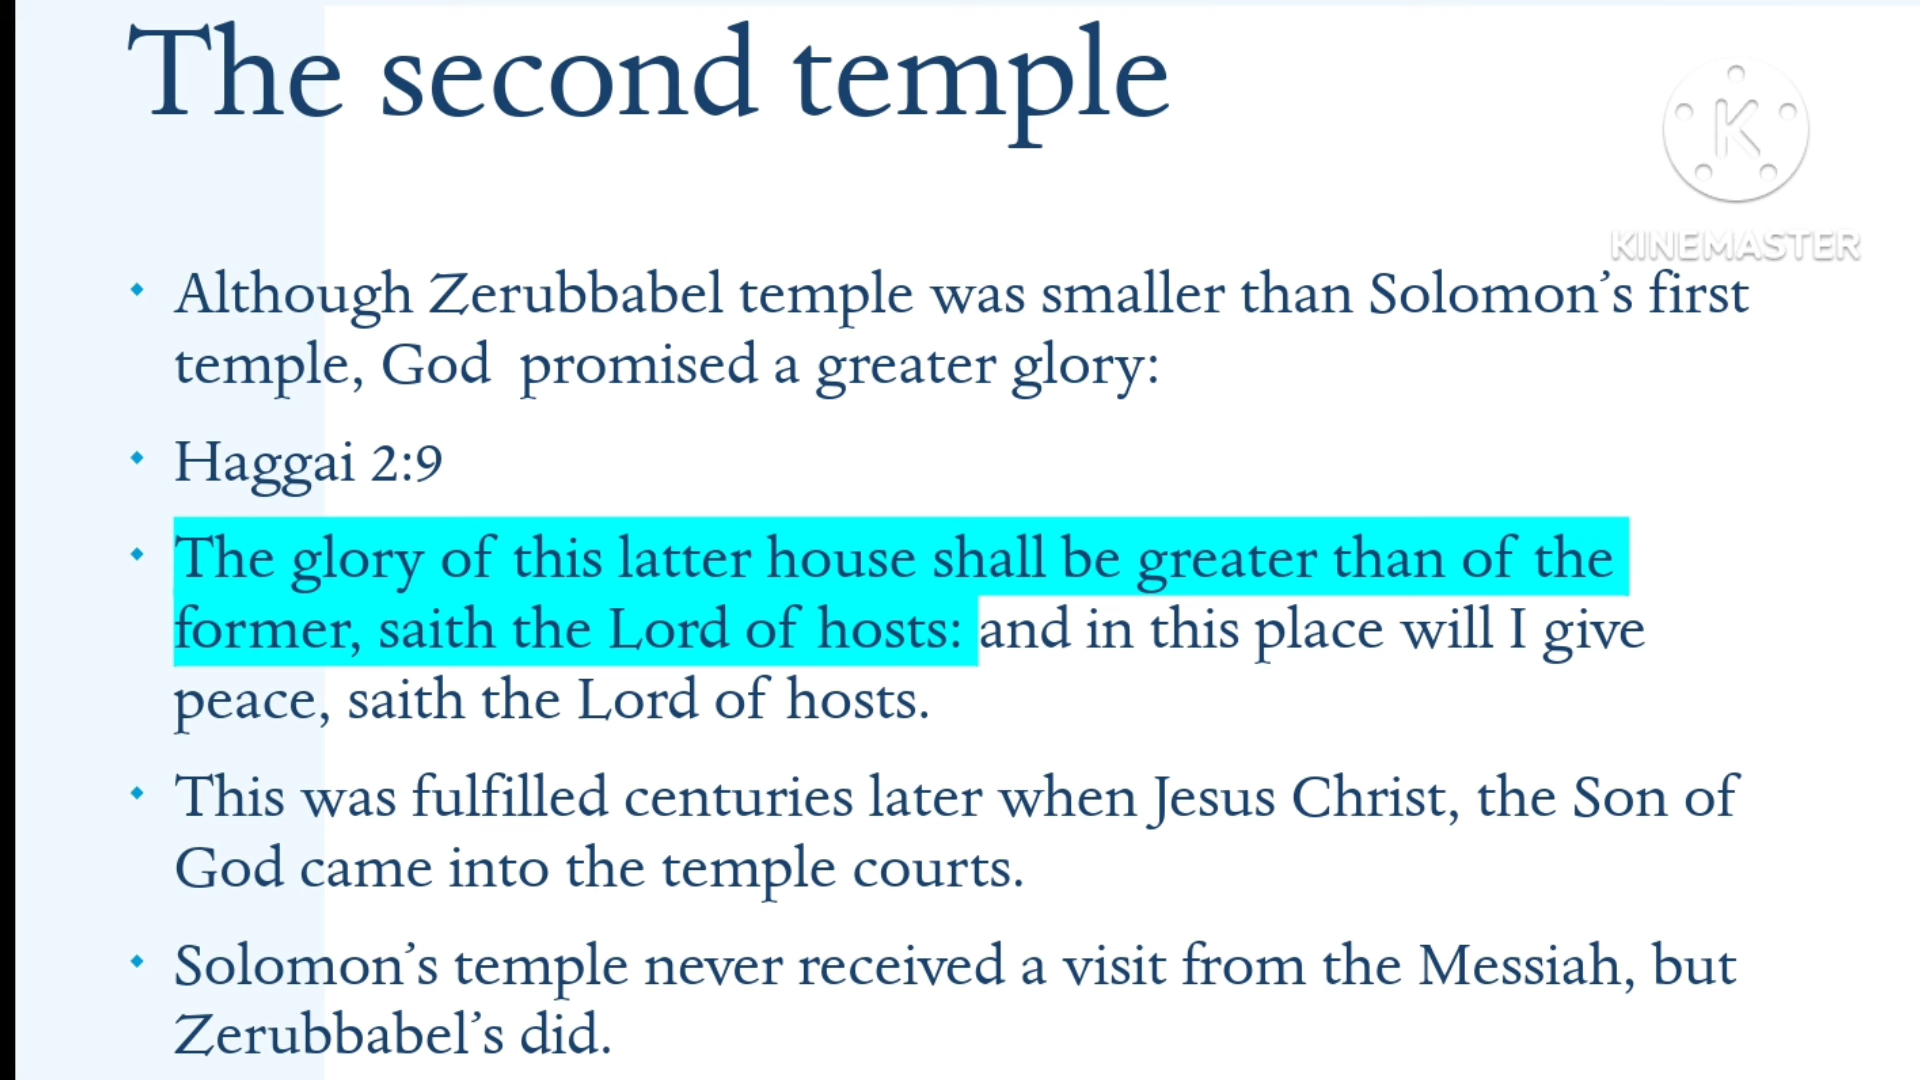 The second temple
K
KINEMASTER
Although Zerubbabel temple was smaller than Solomon’s first
temple, God promised a greater glory:
Haggai 2:9
The glory of this latter house shall be greater than of the
former, saith the Lord of hosts: and in this place will I give
peace, saith the Lord of hosts.
This was fulfilled centuries later when Jesus Christ, the Son of
God came into the temple courts.
Solomon’s temple never received a visit from the Messiah, but
Zerubbabel’s did.